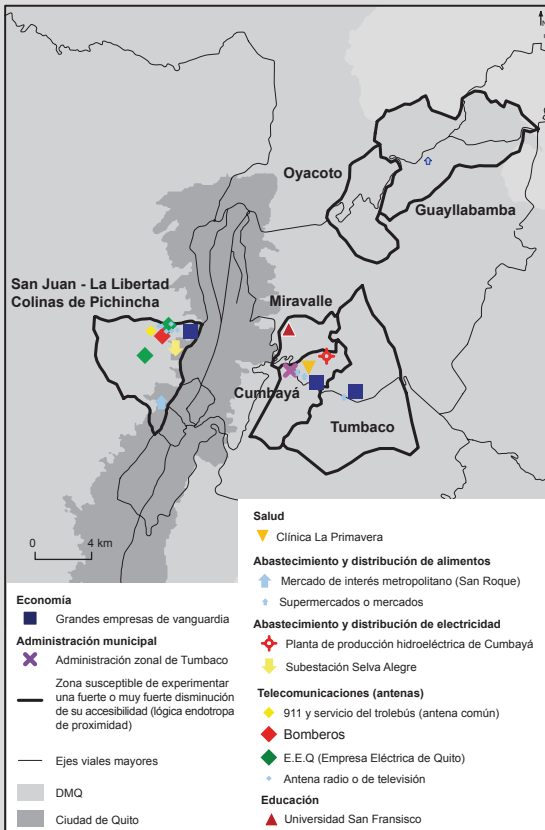 Oyacoto
Guayllabamba
San Juan - La Libertad
Colinas de Pichincha
Miravalle
Cumbayá
Tumbaco
0 4 km
Economía
Grandes empresas de vanguardia
Administración municipal
Administración zonal de Tumbaco
Zona susceptible de experimentar
una fuerte o muy fuerte disminución
de su accesibilidad (lógica endotropa
de proximidad)
Ejes viales mayores
DMQ
Ciudad de Quito
Salud
Clínica La Primavera
Abastecimiento y distribución de alimentos
Mercado de interés metropolitano (San Roque)
Supermercados o mercados
Abastecimiento y distribución de electricidad
Planta de producción hidroeléctrica de Cumbayá
Subestación Selva Alegre
Telecomunicaciones (antenas)
911 y servicio del trolebús (antena común)
Bomberos
E.E.Q (Empresa Eléctrica de Quito)
Antena radio o de televisión
Educación
Universidad San Fransisco